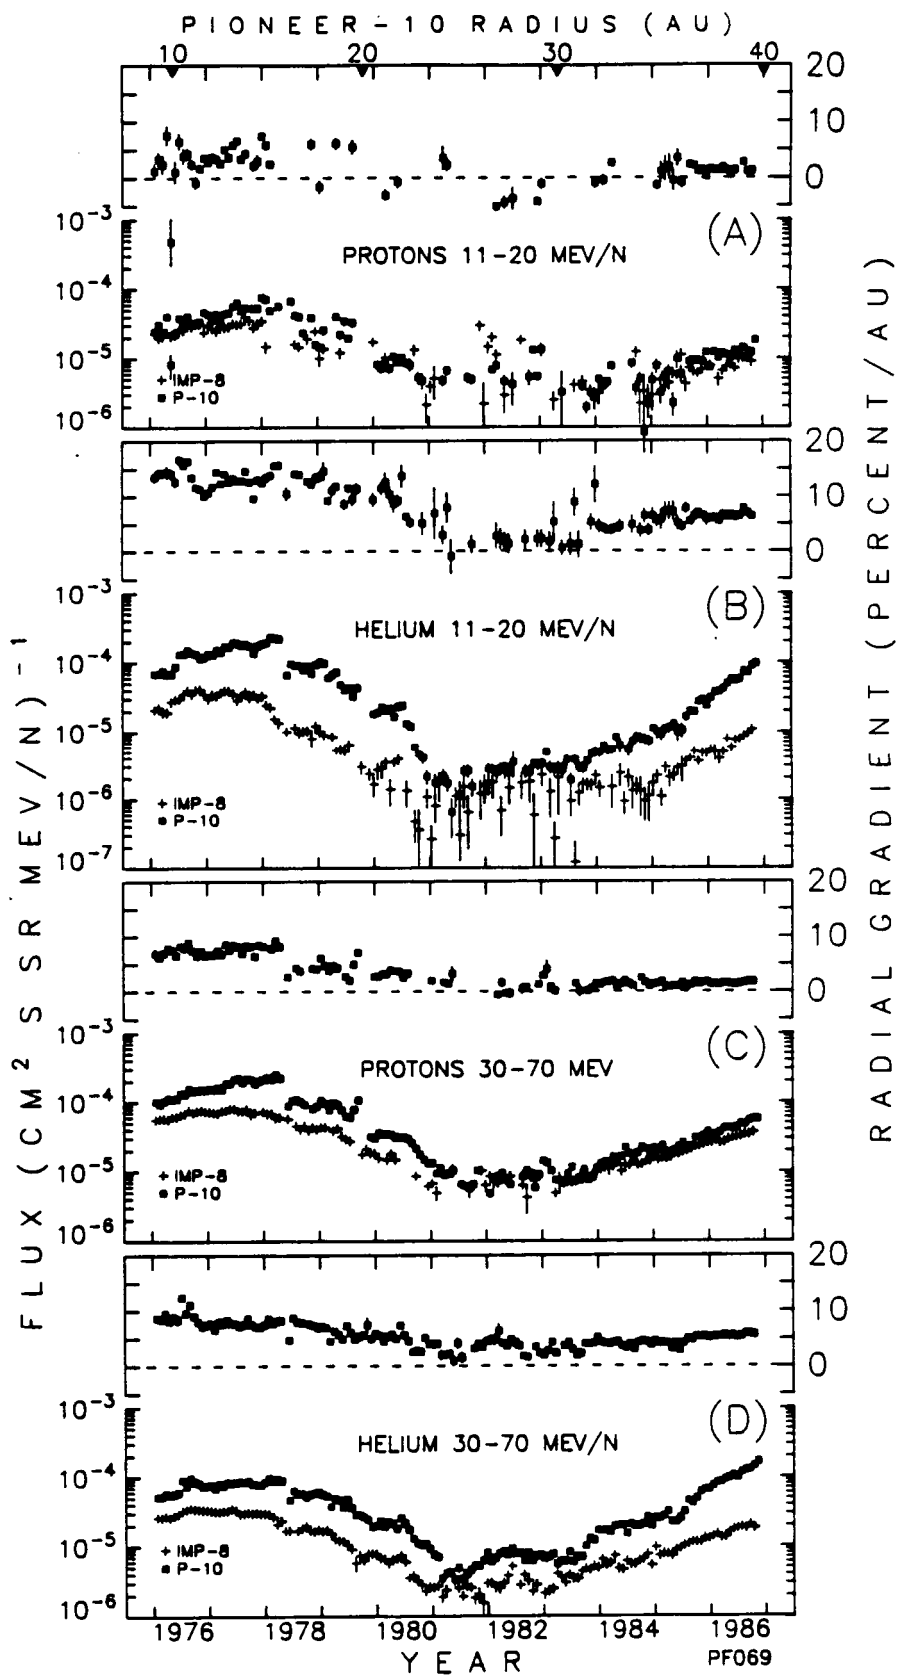 PIONEER-10 RADIUS (AU)
10 20 30 40
20
10
0
10-3
(A)
PROTONS 11-20 MEV/N
10-4
10-5
+ IMP-8
■ P-10
10-6
20
10
0
10-3
(B)
HELIUM 11-20 MEV/N
10-4
10-5
10-6
+ IMP-8
■ P-10
10-7
20
10
0
10-3
(C)
PROTONS 30-70 MEV
10-4
10-5
+ IMP-8
■ P-10
10-6
20
10
0
10-3
(D)
HELIUM 30-70 MEV/N
10-4
10-5
+ IMP-8
■ P-10
10-6
1976 1978 1980 1982 1984 1986
YEAR
PF069
FLUX (CM2 S SR MEV/N)-1
RADIAL GRADIENT (PERCENT/AU)